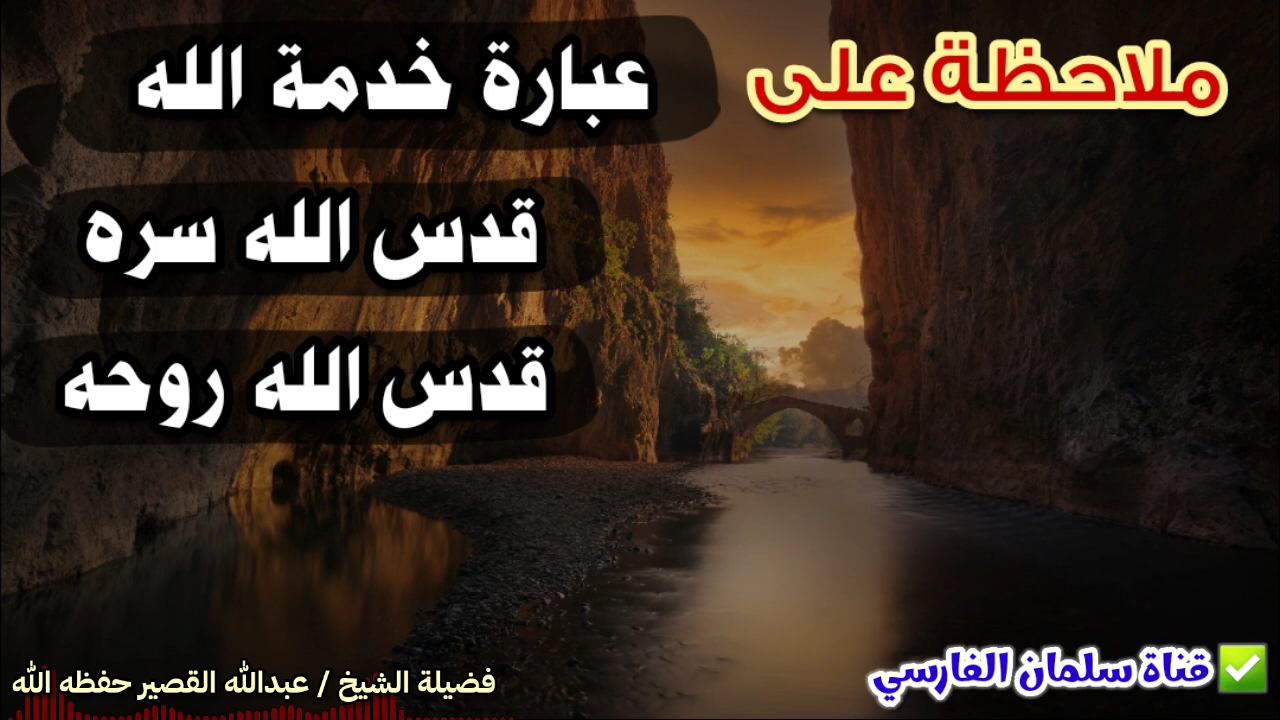 ملاحظة على
عبارة خدمة الله
قدس الله سره
قدس الله روحه
✅ قناة سلمان الفارسي
فضيلة الشيخ / عبدالله القصير حفظه الله